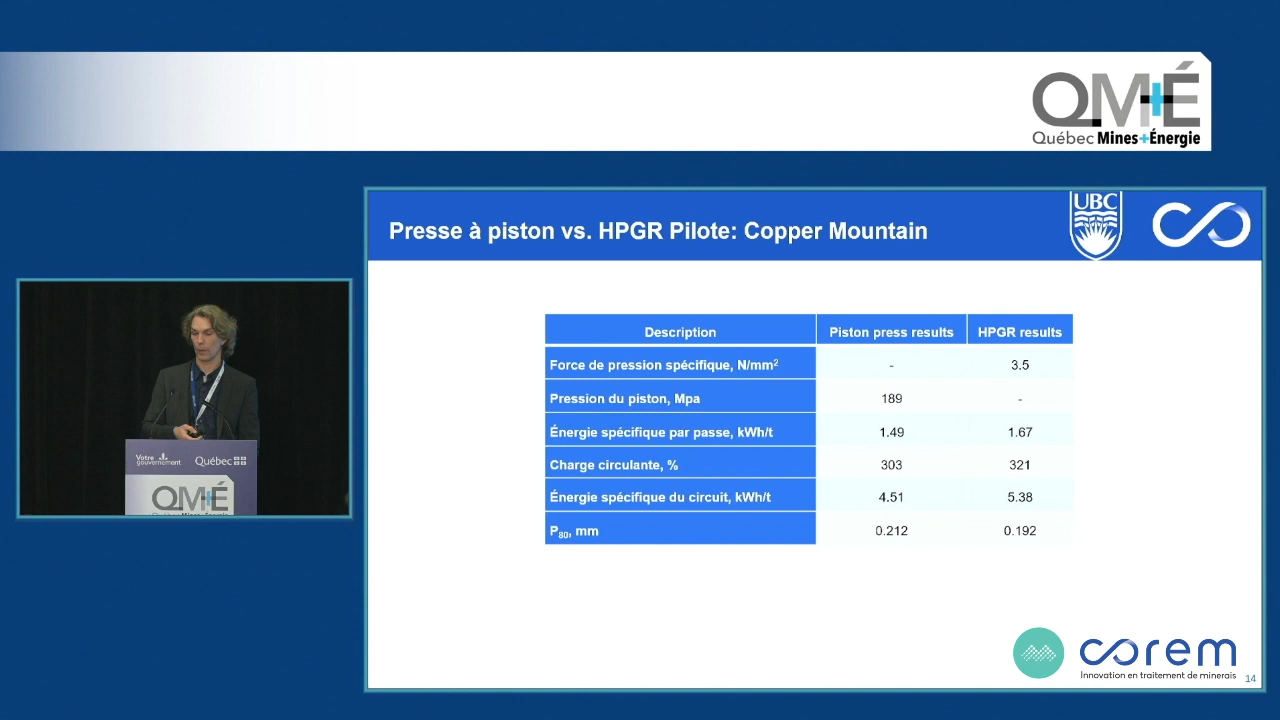 QM+É
Québec Mines+Énergie
UBC
Presse à piston vs. HPGR Pilote: Copper Mountain
Description Piston press results HPGR results
Force de pression spécifique, N/mm2 - 3.5
Pression du piston, Mpa 189 -
Énergie spécifique par passe, kWh/t 1.49 1.67
Charge circulante, % 303 321
Énergie spécifique du circuit, kWh/t 4.51 5.38
P80, mm 0.212 0.192
Votre gouvernement
Québec
QM+É
Québec Mines+Énergie
corem
Innovation en traitement de minerais
14